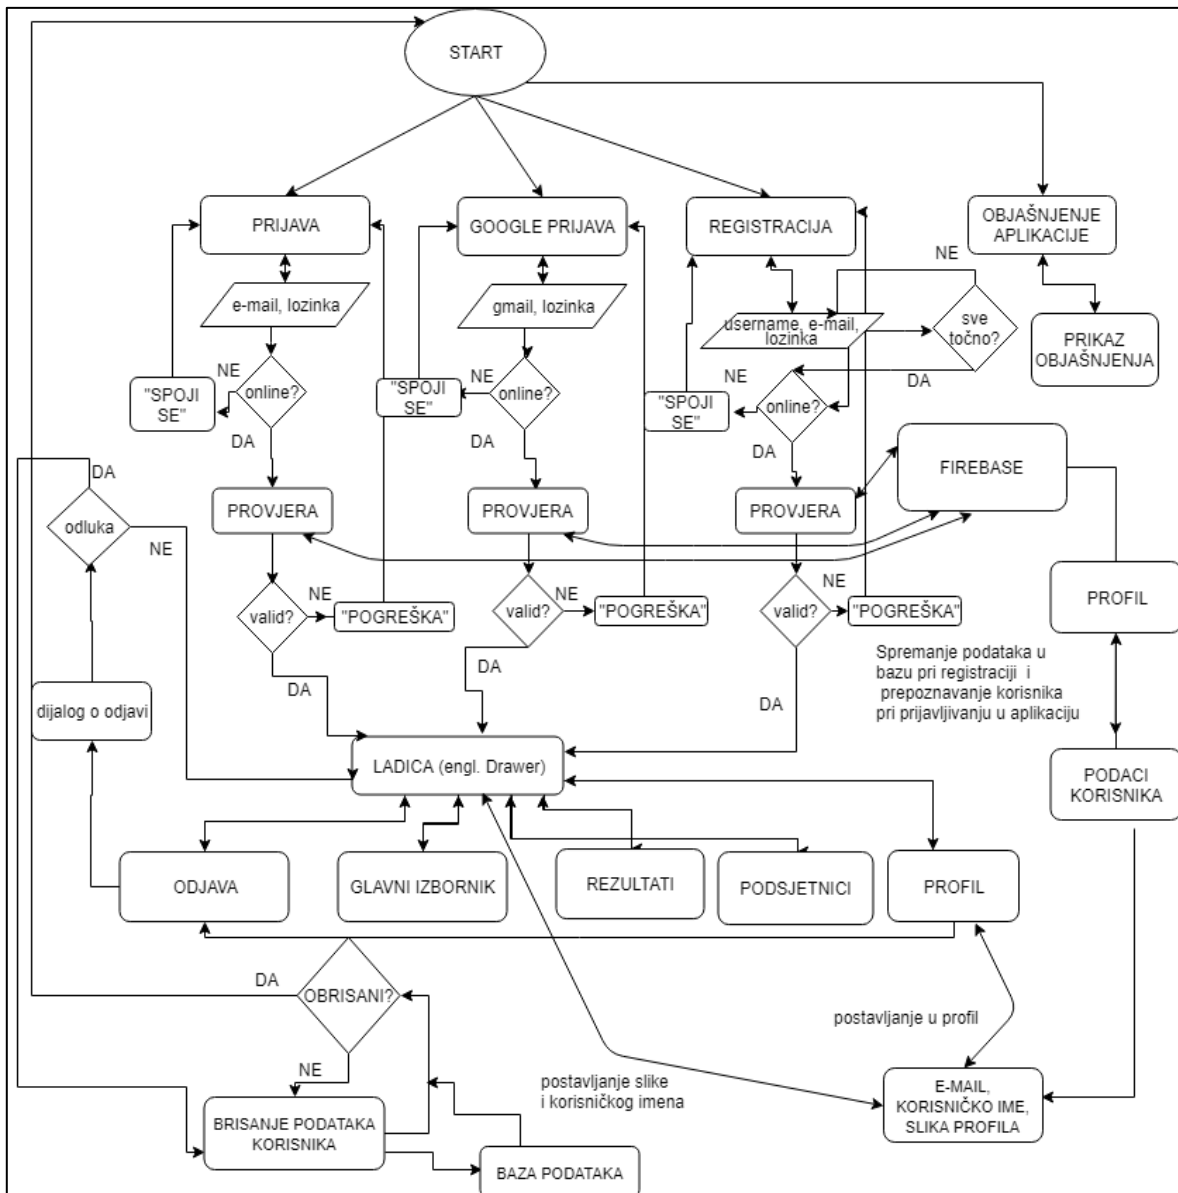 START
PRIJAVA
GOOGLE PRIJAVA
REGISTRACIJA
OBJAŠNJENJE
APLIKACIJE
NE
e-mail, lozinka
gmail, lozinka
username, e-mail,
lozinka
sve
točno?
PRIKAZ
OBJAŠNJENJA
NE
"SPOJI
SE"
online?
NE
"SPOJI
SE"
online?
NE
"SPOJI
SE"
online?
DA
DA
DA
DA
DA
FIREBASE
odluka
NE
PROVJERA
PROVJERA
PROVJERA
valid?
NE
"POGREŠKA"
valid?
NE
"POGREŠKA"
valid?
NE
"POGREŠKA"
PROFIL
Spremanje podataka u
bazu pri registraciji i
prepoznavanje korisnika
pri prijavljivanju u aplikaciju
DA
DA
DA
dijalog o odjavi
LADICA (engl. Drawer)
PODACI
KORISNIKA
ODJAVA
GLAVNI IZBORNIK
REZULTATI
PODSJETNICI
PROFIL
DA
OBRISANI?
postavljanje u profil
NE
postavljanje slike
i korisničkog imena
E-MAIL,
KORISNIČKO IME,
SLIKA PROFILA
BRISANJE PODATAKA
KORISNIKA
BAZA PODATAKA